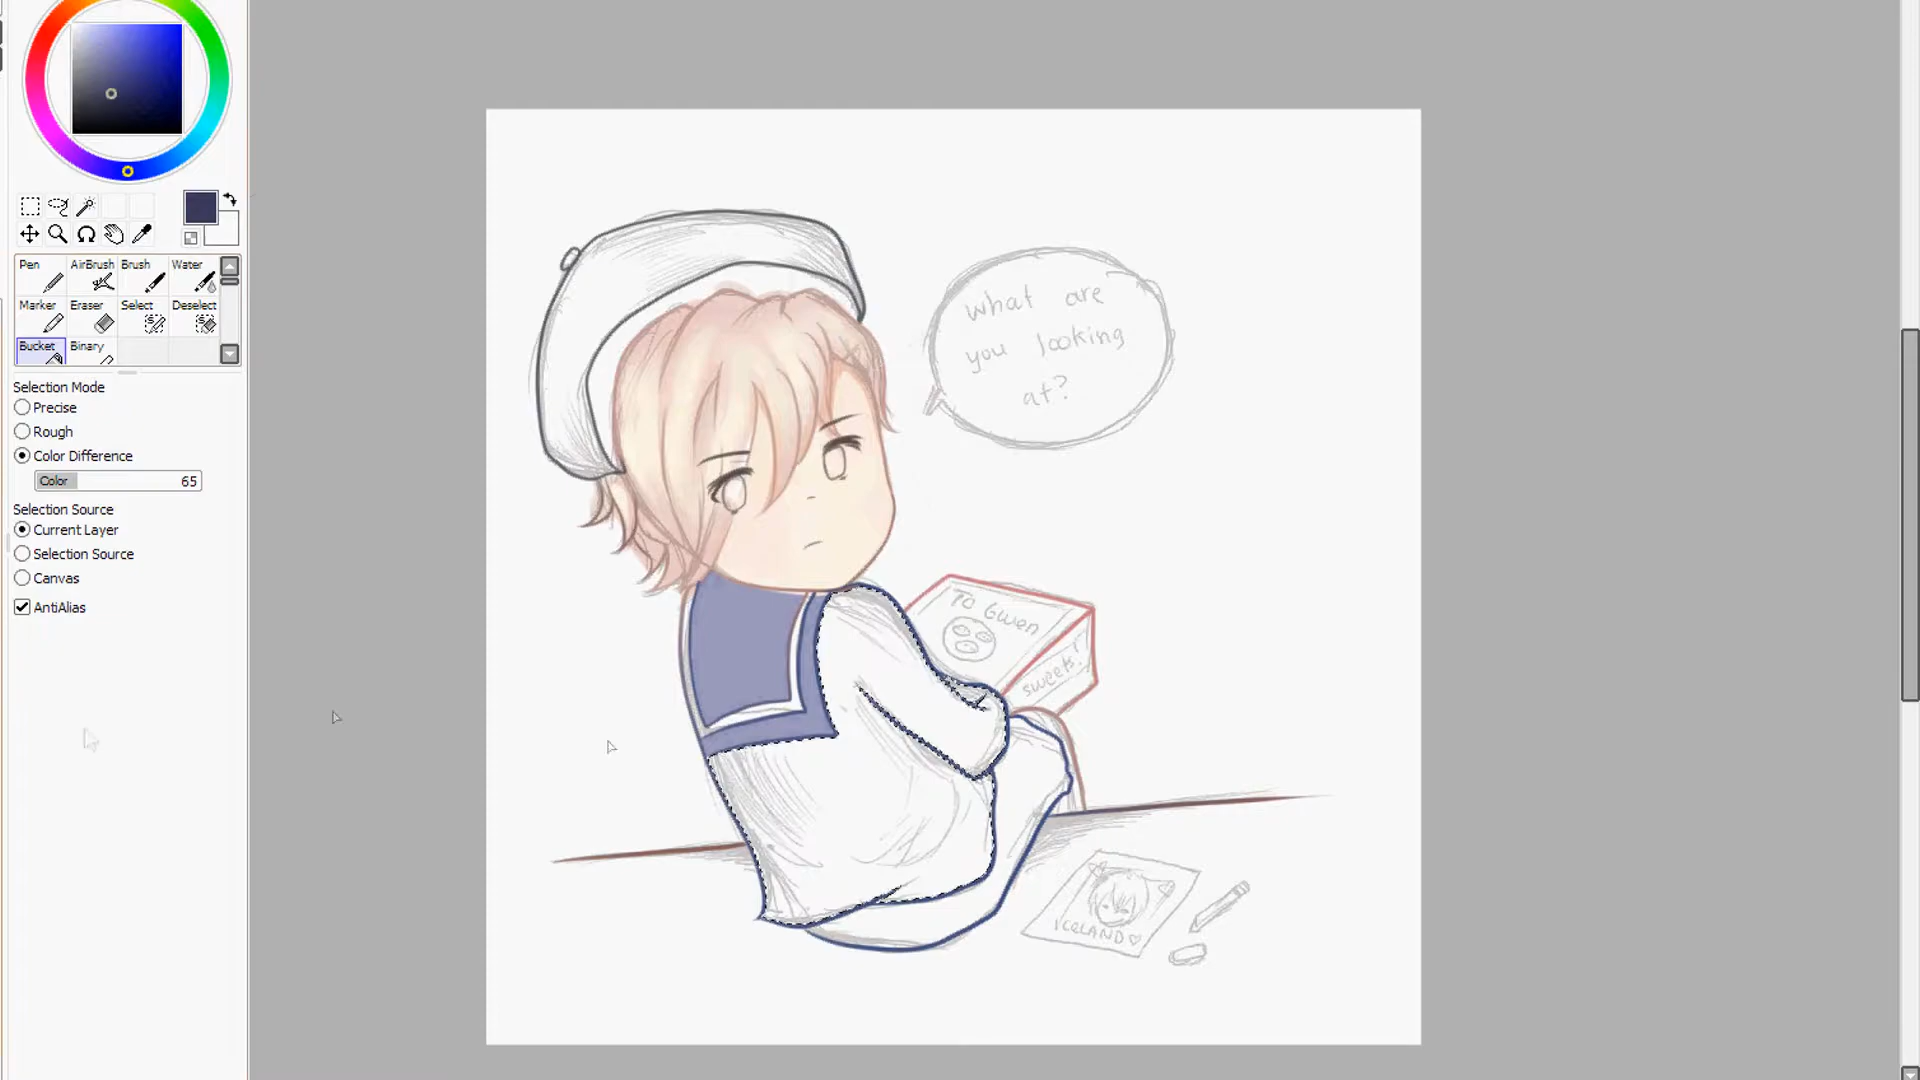 Pen AirBrush Brush Water
Marker Eraser Select Deselect
Bucket Binary
Selection Mode
Precise
Rough
Color Difference
Color 65
Selection Source
Current Layer
Selection Source
Canvas
AntiAlias
what are
you looking
at?
To Gwen
sweets!
ICELAND♡